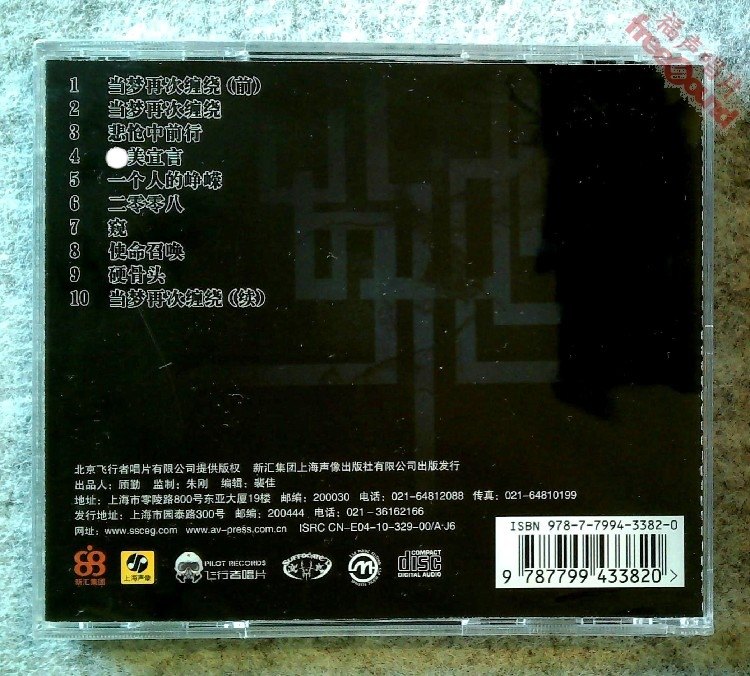 福声唱片
freesound
1 当梦再次缠绕(前)
2 当梦再次缠绕
3 悲怆中前行
4 美宣言
5 一个人的峥嵘
6 二零零八
7 窥
8 使命召唤
9 硬骨头
10 当梦再次缠绕(续)
北京飞行者唱片有限公司提供版权 新汇集团上海声像出版社有限公司出版发行
出品人:顾勤 监制:朱刚 编辑:裴佳
地址:上海市零陵路800号东亚大厦19楼 邮编:200030 电话:021-64812088 传真:021-64810199
发行地址:上海市园泰路300号 邮编:200444 电话:021-36162166
网址:www.ssceg.com www.av-press.com.cn ISRC CN-E04-10-329-00/A·J6
新汇集团
上海声像
PILOT RECORDS
飞行者唱片
COMPACT
disc
DIGITAL AUDIO
ISBN 978-7-7994-3382-0
9 787799 433820 >